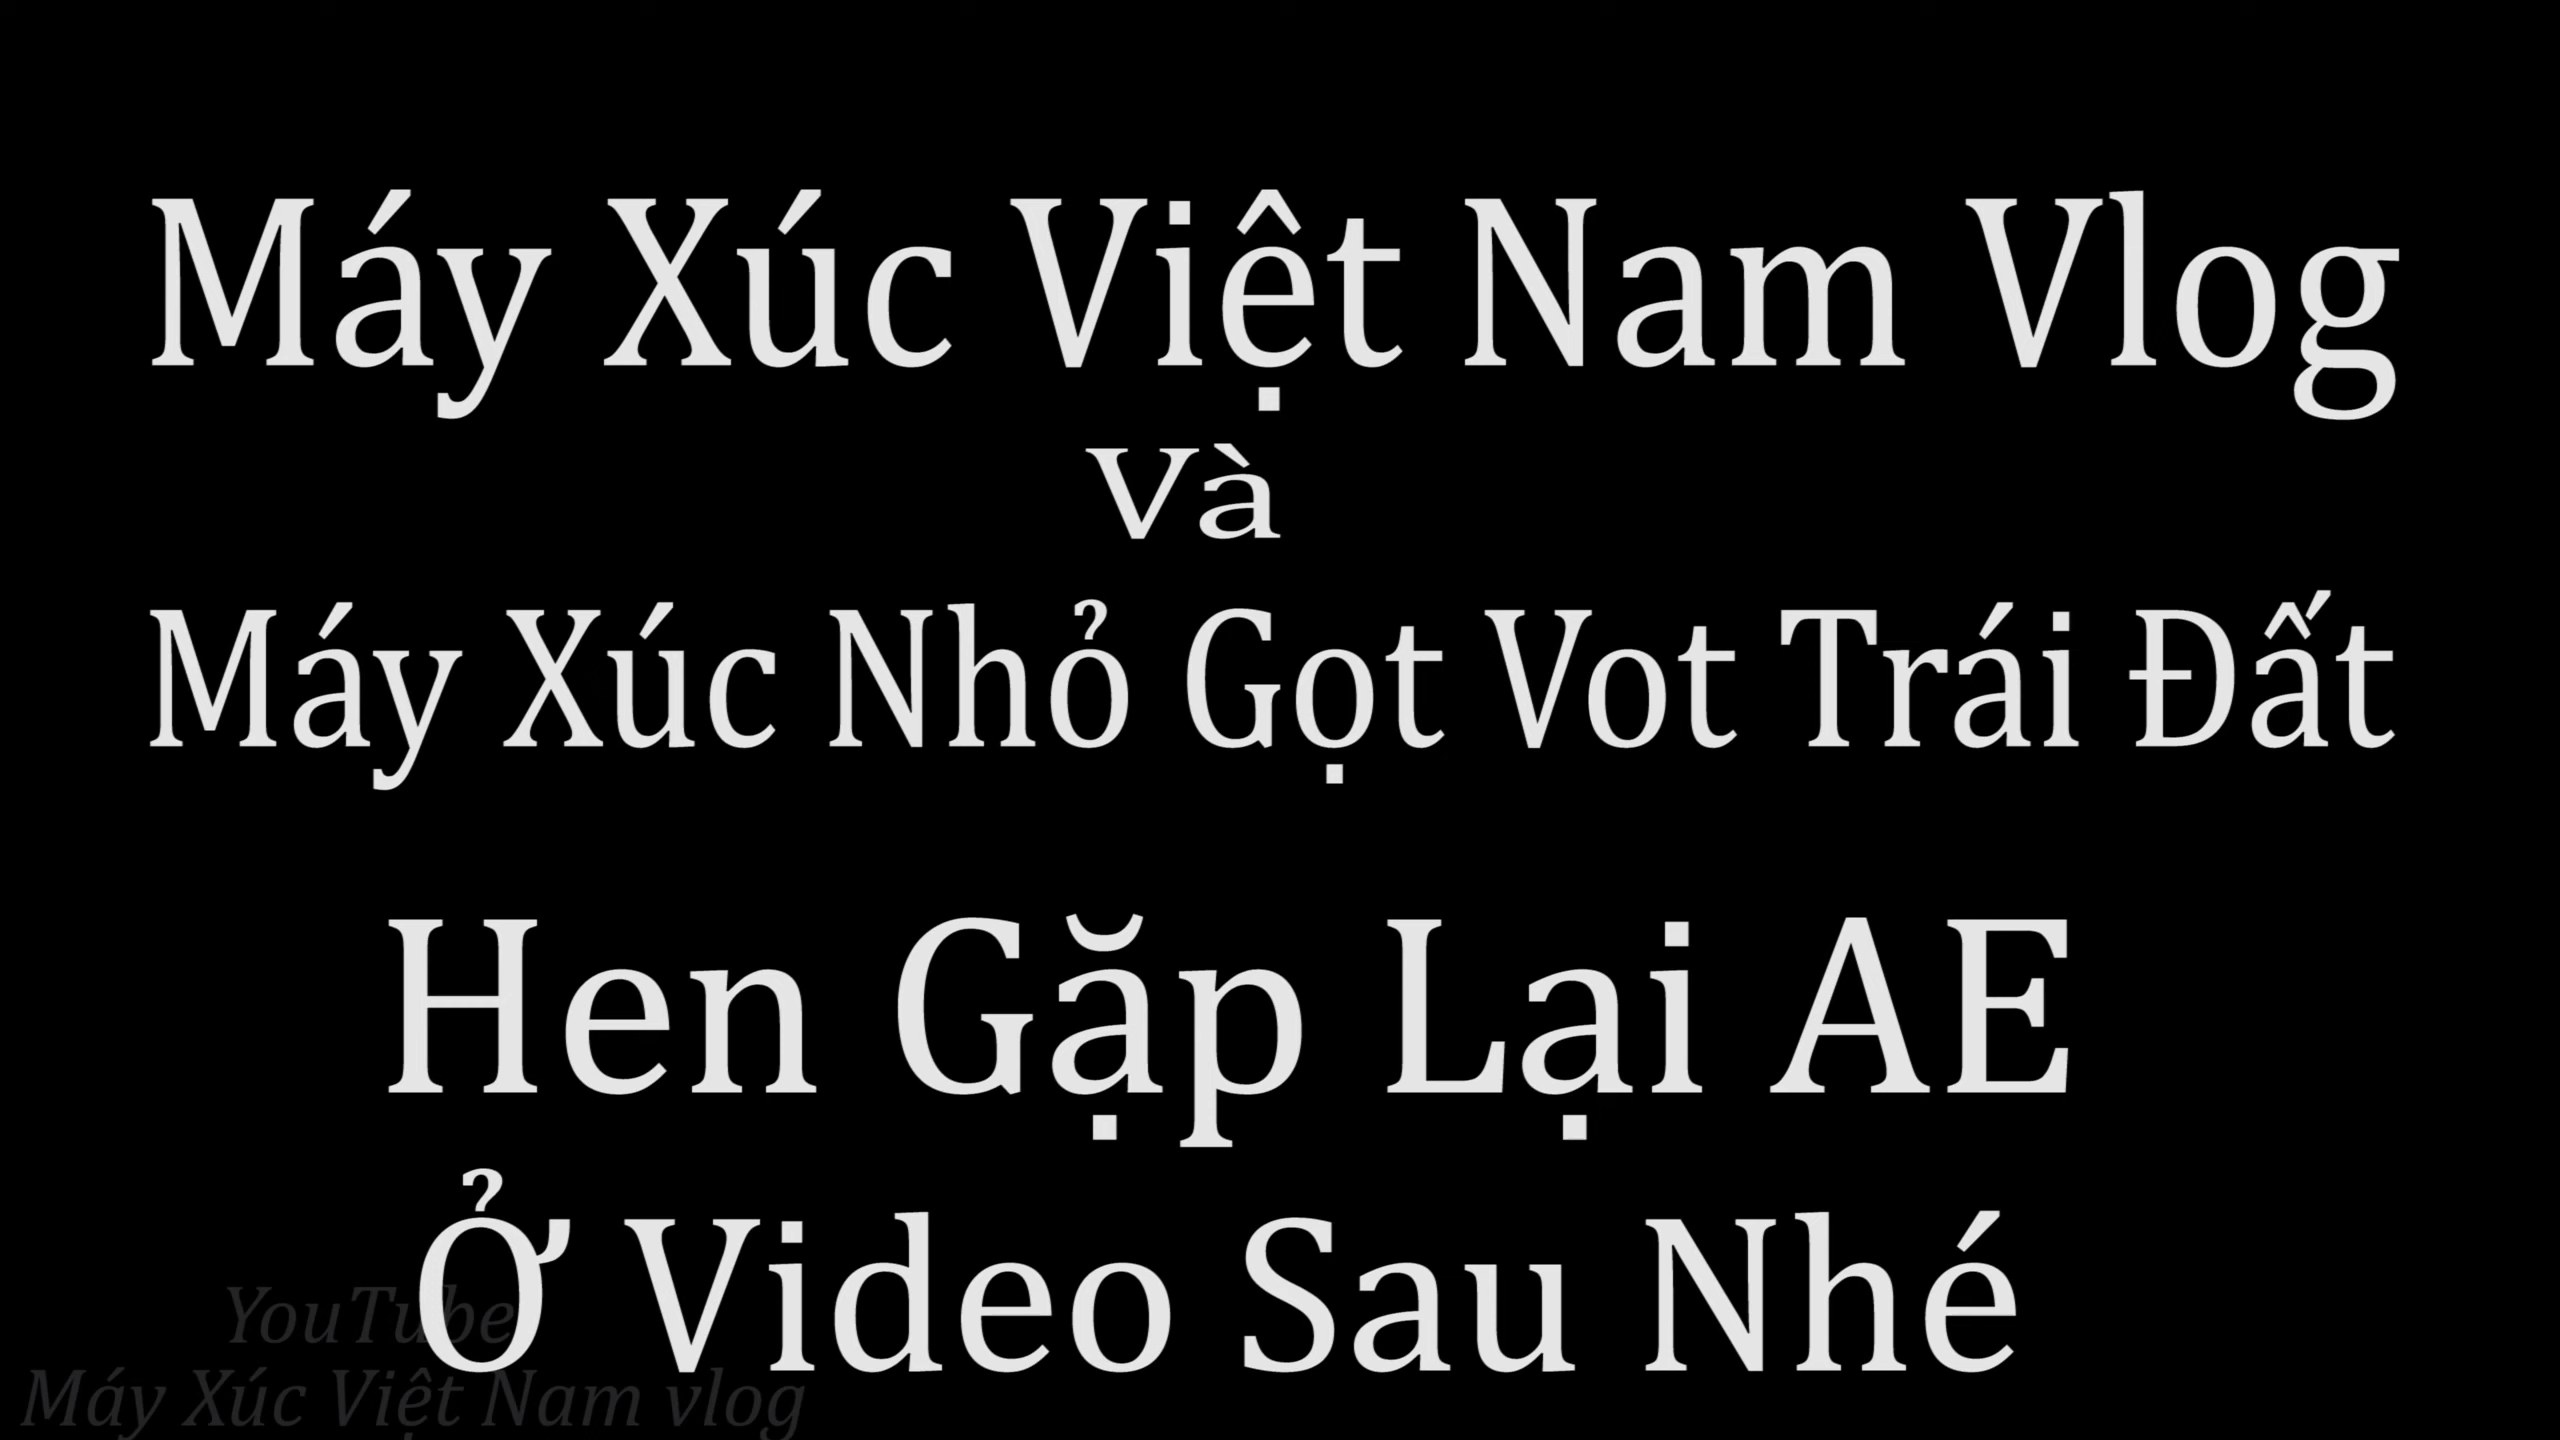 Máy Xúc Việt Nam Vlog
Và
Máy Xúc Nhỏ Gọt Vot Trái Đất
Hen Gặp Lại AE
Ở Video Sau Nhé
YouTube
Máy Xúc Việt Nam vlog